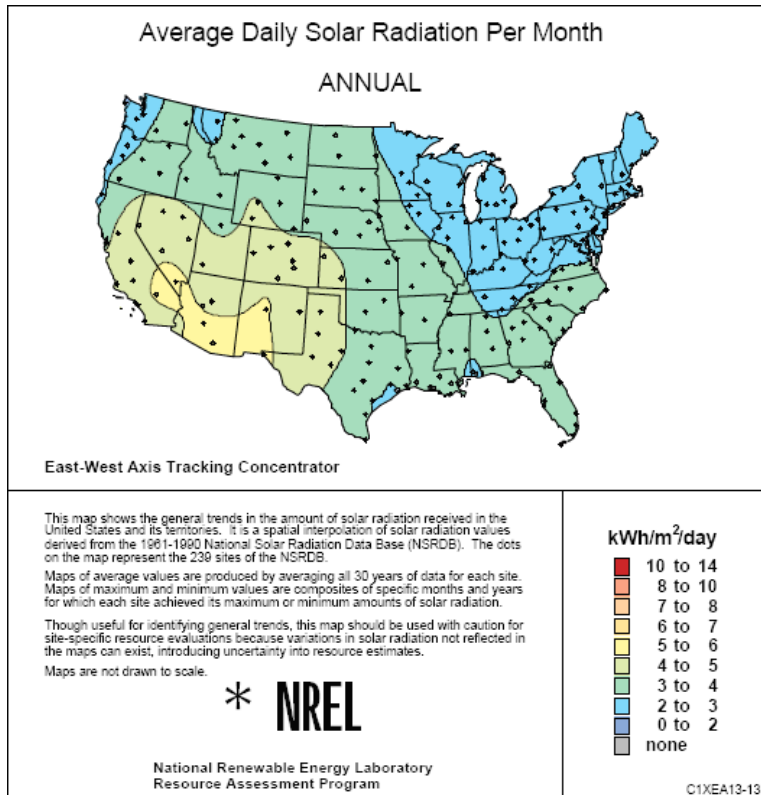 Average Daily Solar Radiation Per Month
ANNUAL
East-West Axis Tracking Concentrator
This map shows the general trends in the amount of solar radiation received in the
United States and its territories. It is a spatial interpolation of solar radiation values
derived from the 1961-1990 National Solar Radiation Data Base (NSRDB). The dots
on the map represent the 239 sites of the NSRDB.
Maps of average values are produced by averaging all 30 years of data for each site.
Maps of maximum and minimum values are composites of specific months and years
for which each site achieved its maximum or minimum amounts of solar radiation.
Though useful for identifying general trends, this map should be used with caution for
site-specific resource evaluations because variations in solar radiation not reflected in
the maps can exist, introducing uncertainty into resource estimates.
Maps are not drawn to scale.
* NREL
National Renewable Energy Laboratory
Resource Assessment Program
kWh/m²/day
10 to 14
8 to 10
7 to 8
6 to 7
5 to 6
4 to 5
3 to 4
2 to 3
0 to 2
none
C1XEA13-13